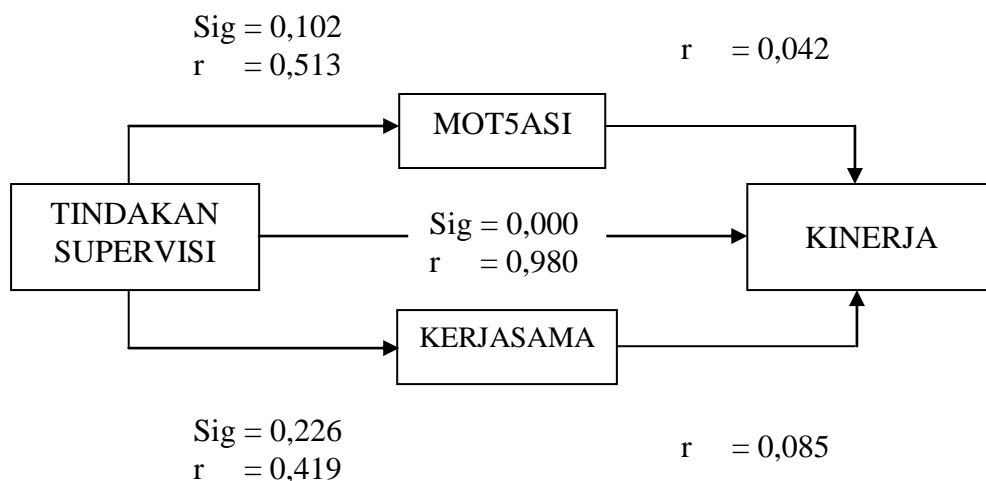 Sig = 0,102
r = 0,513
r = 0,042
MOT5ASI
TINDAKAN
SUPERVISI
Sig = 0,000
r = 0,980
KINERJA
KERJASAMA
Sig = 0,226
r = 0,419
r = 0,085